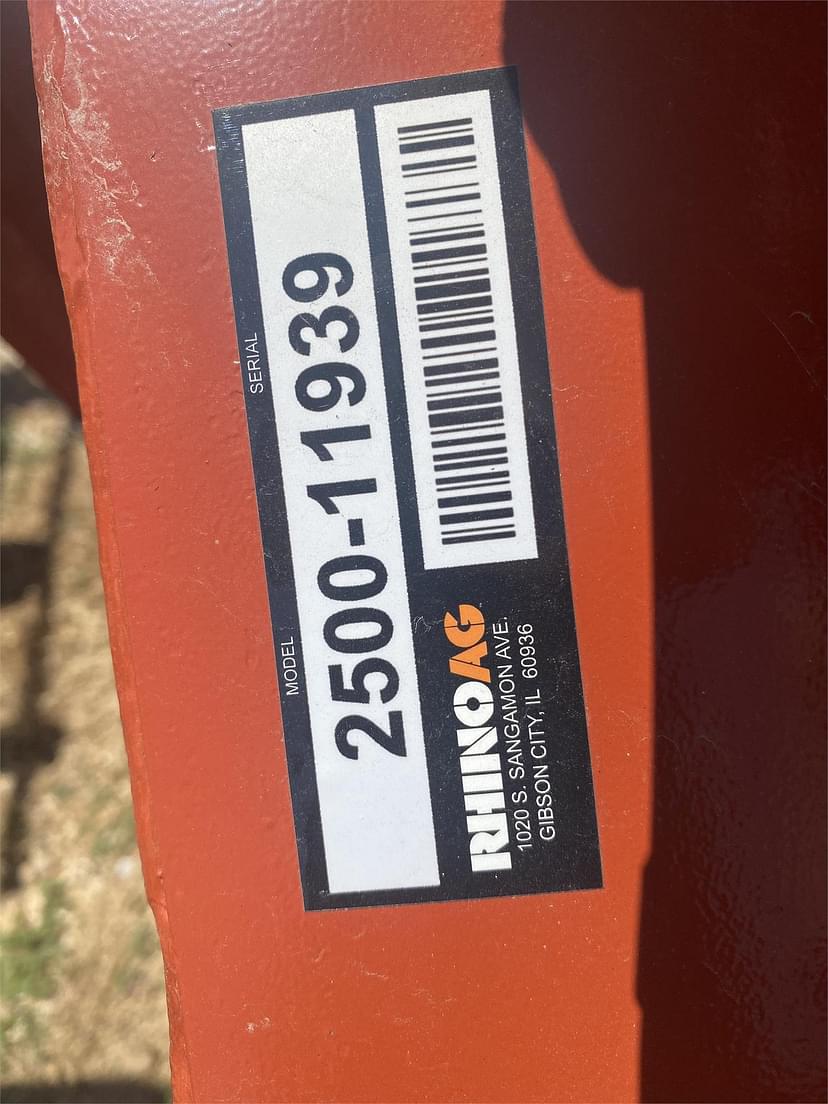 MODEL SERIAL
2500-11939
RHINOAG
1020 S. SANGAMON AVE.
GIBSON CITY, IL 60936